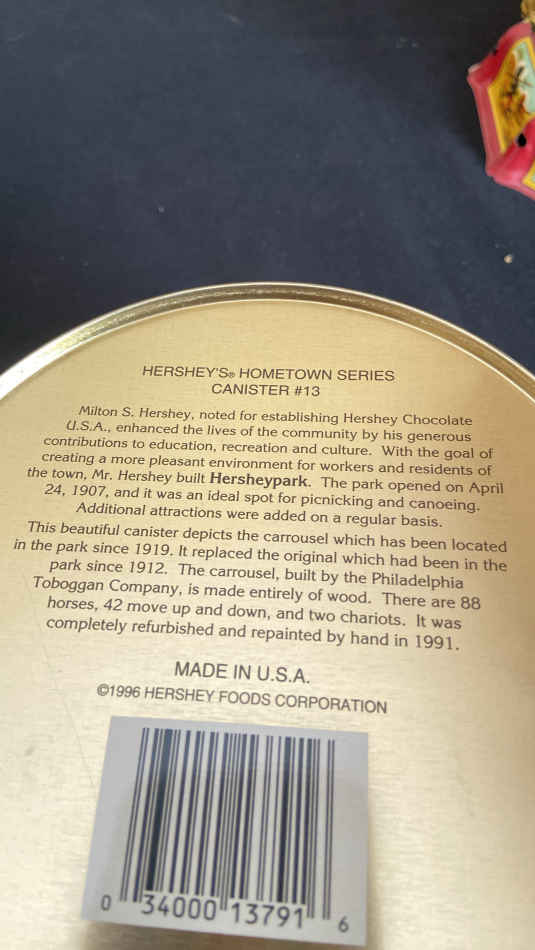 HERSHEY'S® HOMETOWN SERIES
CANISTER #13
Milton S. Hershey, noted for establishing Hershey Chocolate
U.S.A., enhanced the lives of the community by his generous
contributions to education, recreation and culture. With the goal of
creating a more pleasant environment for workers and residents of
the town, Mr. Hershey built Hersheypark. The park opened on April
24, 1907, and it was an ideal spot for picnicking and canoeing.
Additional attractions were added on a regular basis.
This beautiful canister depicts the carrousel which has been located
in the park since 1919. It replaced the original which had been in the
park since 1912. The carrousel, built by the Philadelphia
Toboggan Company, is made entirely of wood. There are 88
horses, 42 move up and down, and two chariots. It was
completely refurbished and repainted by hand in 1991.
MADE IN U.S.A.
©1996 HERSHEY FOODS CORPORATION
0 34000 13791 6